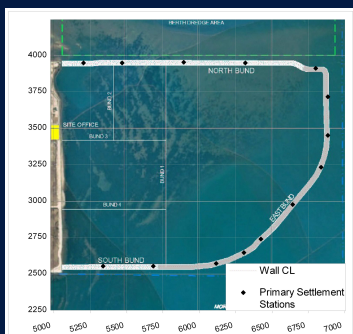 BERTH DREDGE AREA
4000
NORTH BUND
BUND 2
3500
SITE OFFICE
BUND 3
3250
BUND 1
3000
BUND 4
EAST BUND
2750
SOUTH BUND
2500
Wall CL
Primary Settlement
Stations
2250
5000 5250 5500 5750 6000 6250 6500 6750 7000